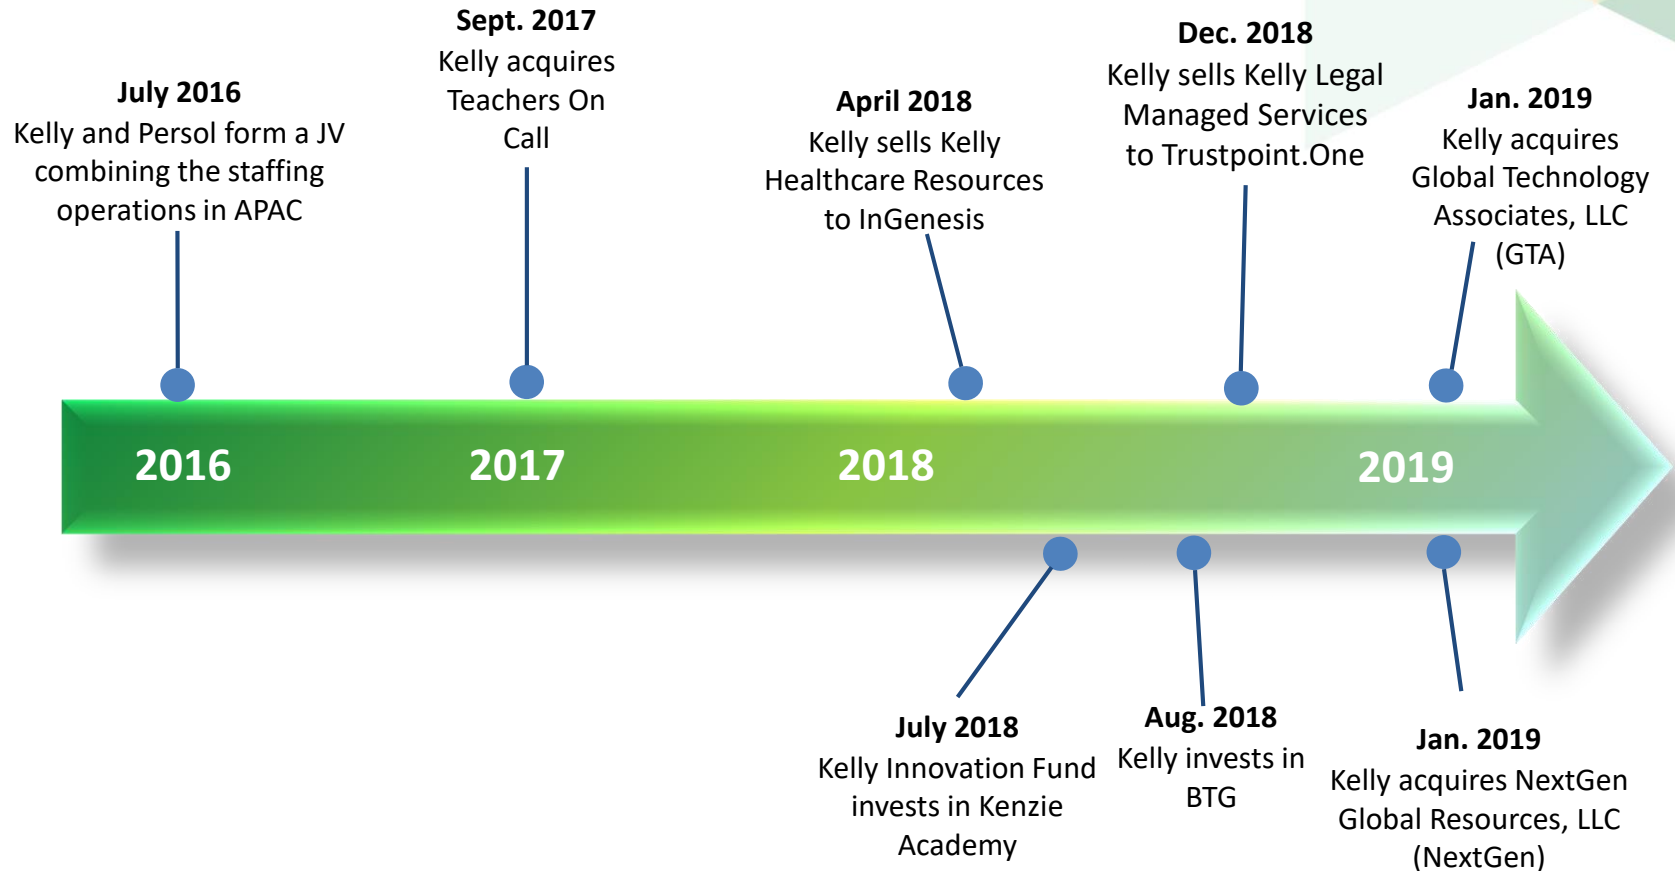 July 2016
Kelly and Persol form a JV
combining the staffing
operations in APAC
Sept. 2017
Kelly acquires
Teachers On
Call
April 2018
Kelly sells Kelly
Healthcare Resources
to InGenesis
Dec. 2018
Kelly sells Kelly Legal
Managed Services
to Trustpoint.One
Jan. 2019
Kelly acquires
Global Technology
Associates, LLC
(GTA)
2016
2017
2018
2019
July 2018
Kelly Innovation Fund
invests in Kenzie
Academy
Aug. 2018
Kelly invests in
BTG
Jan. 2019
Kelly acquires NextGen
Global Resources, LLC
(NextGen)